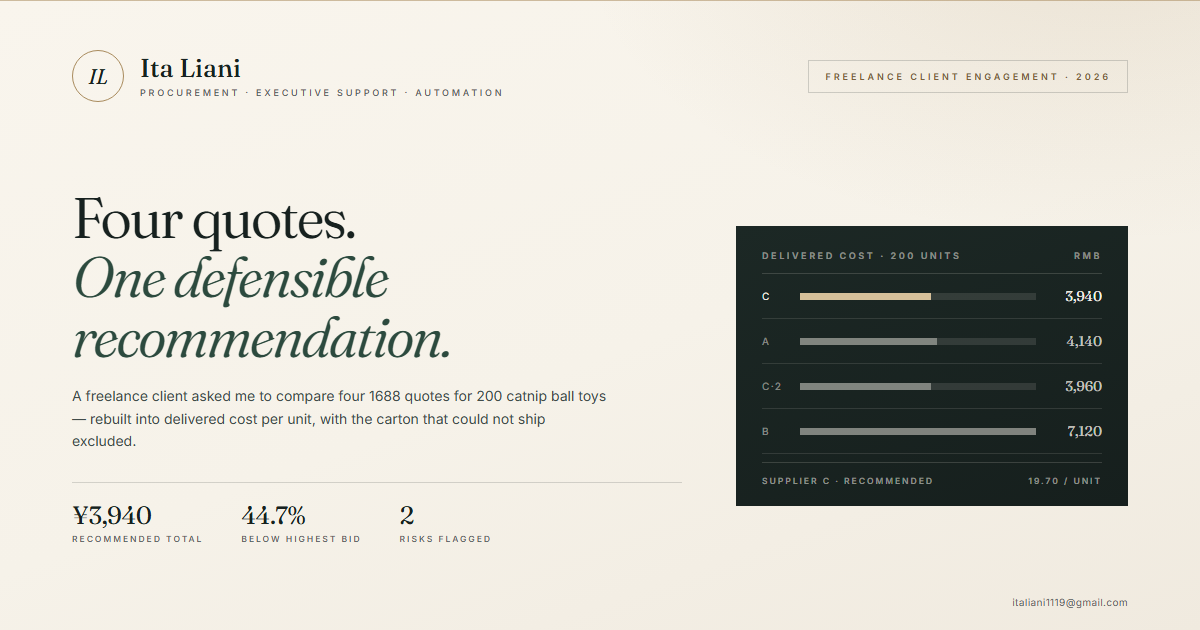 IL
Ita Liani
PROCUREMENT · EXECUTIVE SUPPORT · AUTOMATION
FREELANCE CLIENT ENGAGEMENT · 2026
Four quotes.
One defensible
recommendation.
A freelance client asked me to compare four 1688 quotes for 200 catnip ball toys
— rebuilt into delivered cost per unit, with the carton that could not ship
excluded.
¥3,940
RECOMMENDED TOTAL
44.7%
BELOW HIGHEST BID
2
RISKS FLAGGED
DELIVERED COST · 200 UNITS RMB
C 3,940
A 4,140
C·2 3,960
B 7,120
SUPPLIER C · RECOMMENDED 19.70 / UNIT
italiani1119@gmail.com